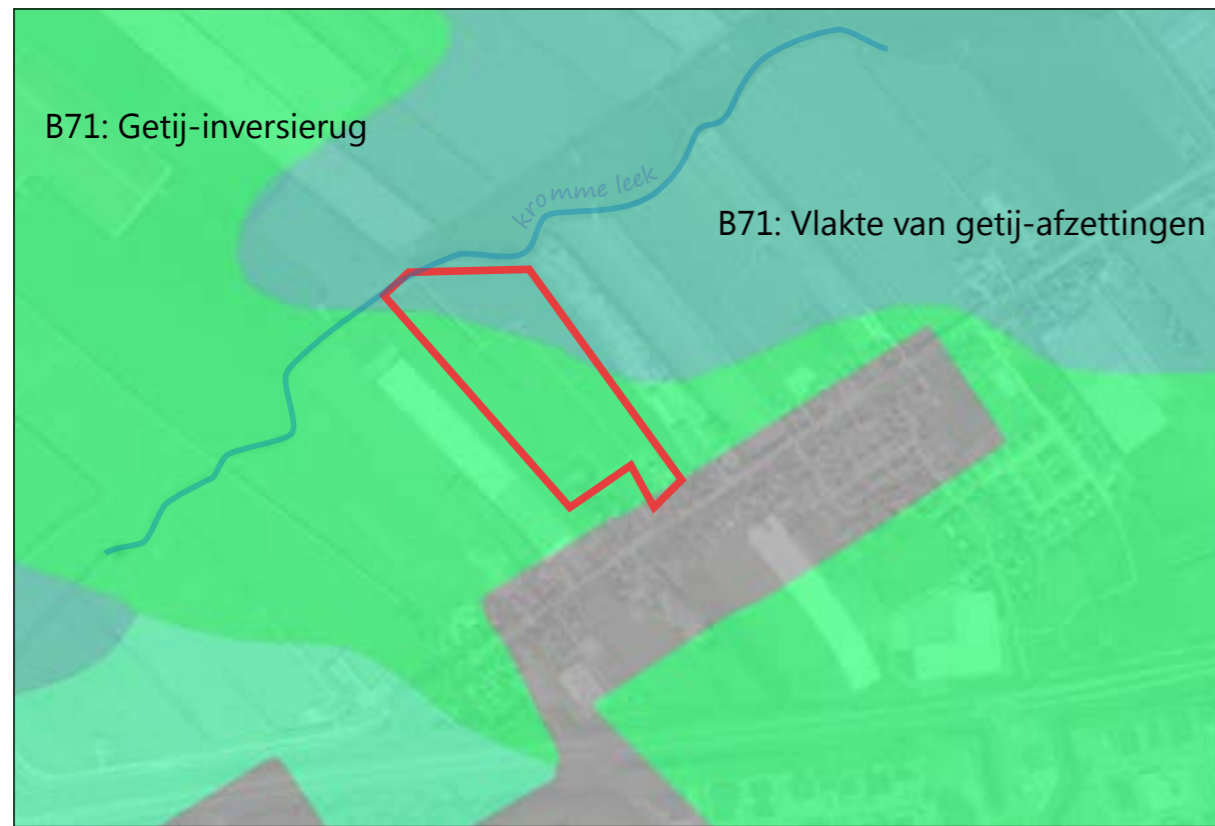 B71: Getij-inversierug
kromme leek
B71: Vlakte van getij-afzettingen